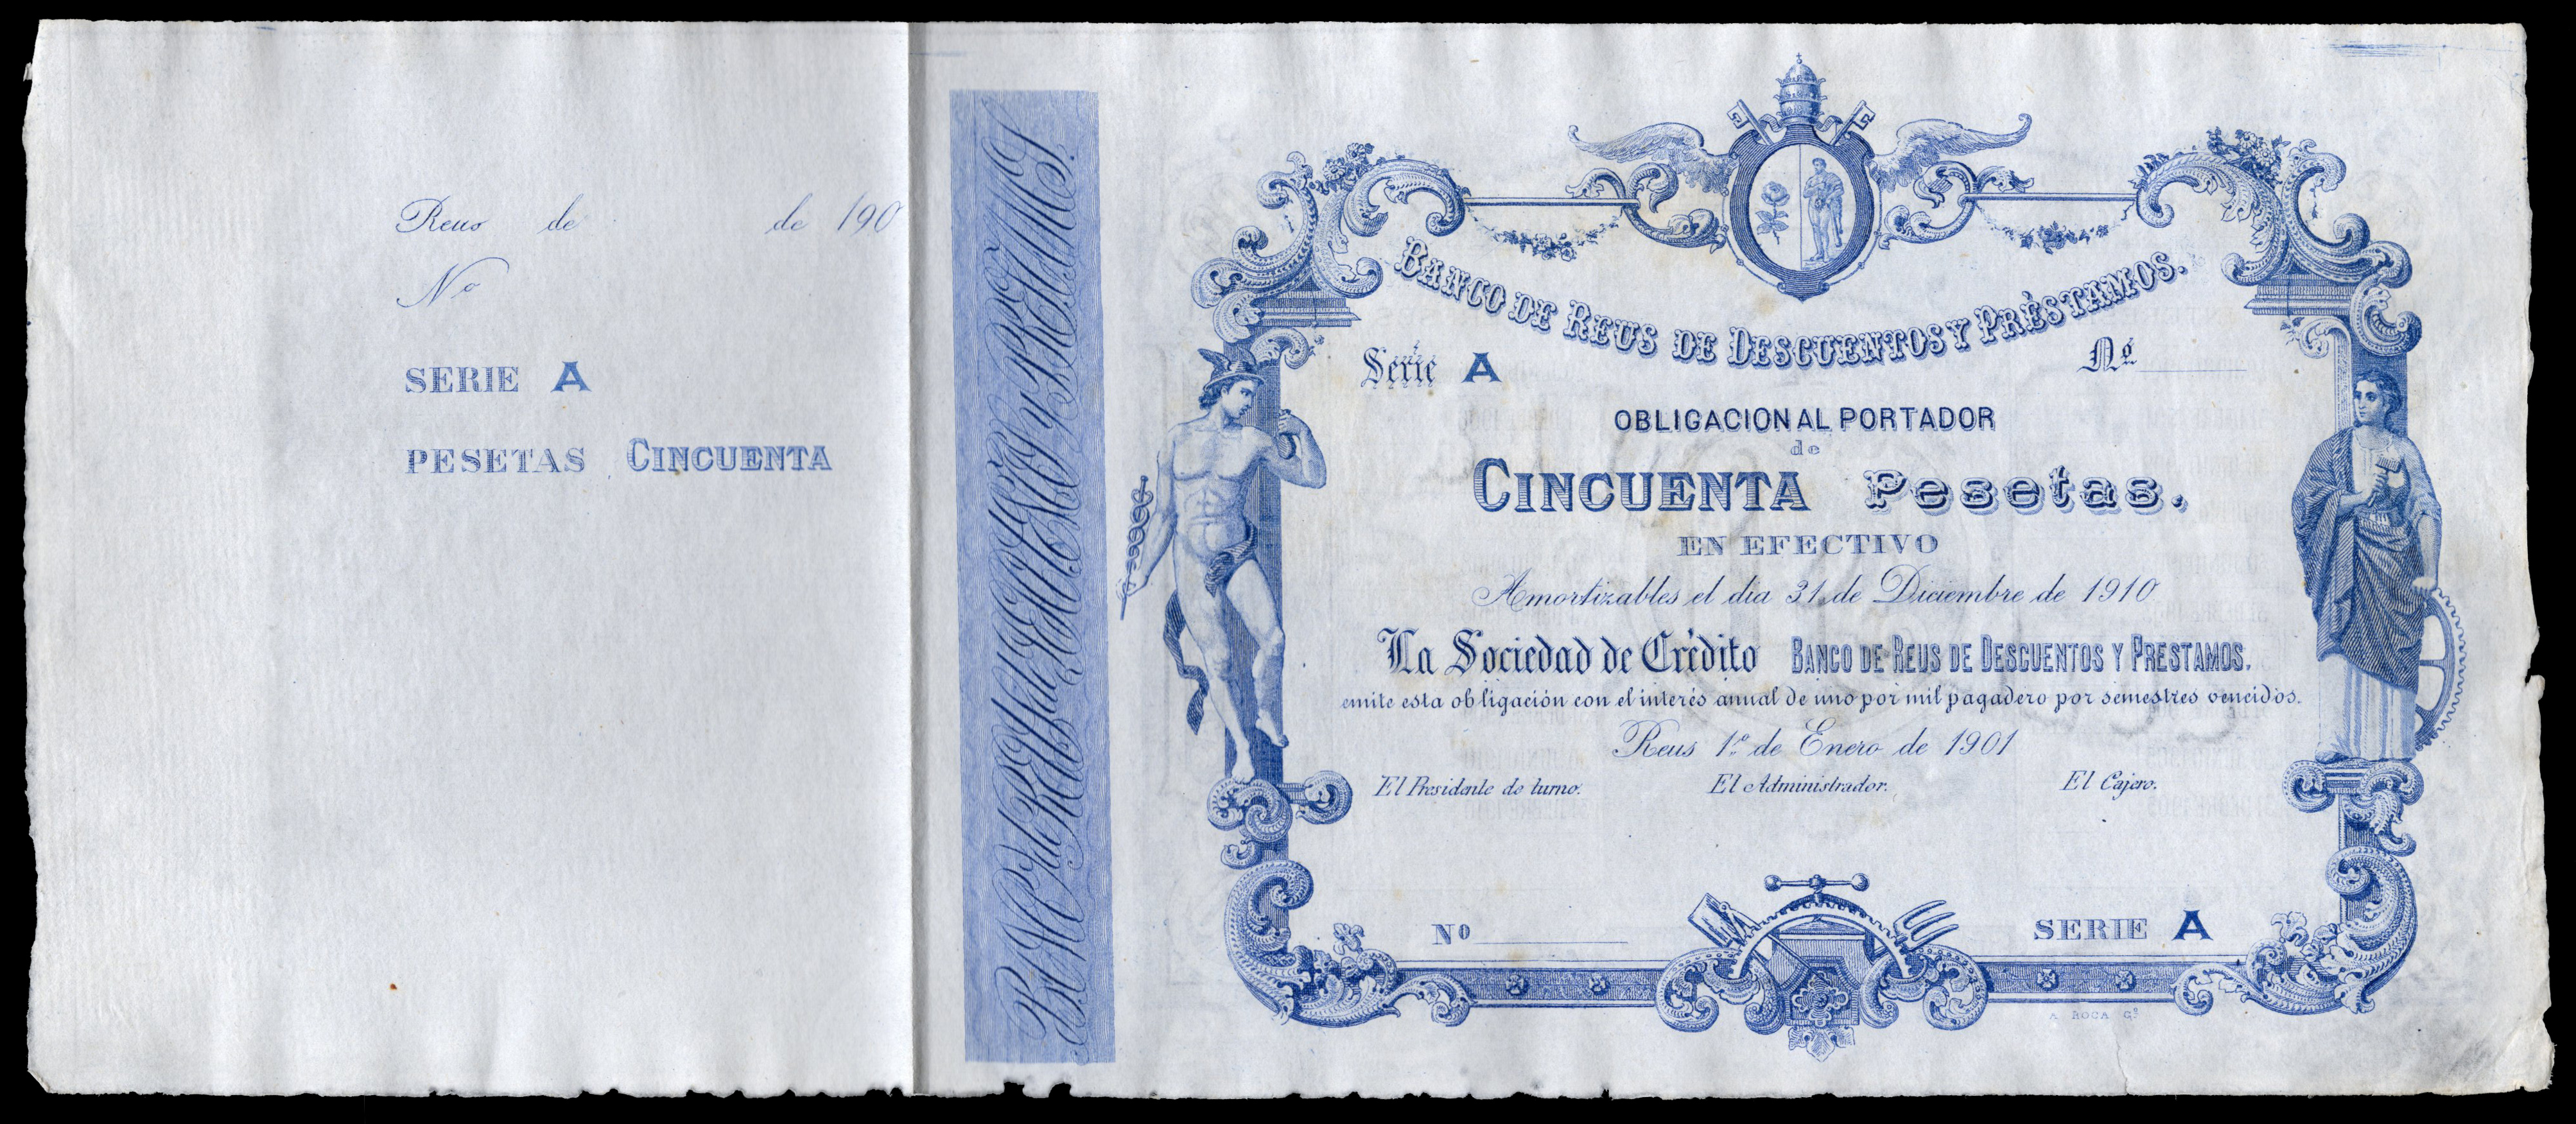 Reus de de 190
No
SERIE A
PESETAS CINCUENTA
BANCO DE REUS DE DESCUENTOS Y PRÉSTAMOS.
Serie A Nº
OBLIGACION AL PORTADOR
de
CINCUENTA Pesetas.
EN EFECTIVO
Amortizables el dia 31 de Diciembre de 1910
La Sociedad de Crédito BANCO DE REUS DE DESCUENTOS Y PRESTAMOS.
emite esta obligación con el interés anual de uno por mil pagadero por semestres vencidos.
Reus 1º de Enero de 1901
El Presidente de turno. El Administrador. El Cajero.
Nº SERIE A
A ROCA Gº